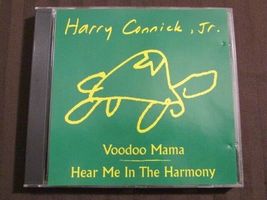 Harry Connick, Jr.
Voodoo Mama
Hear Me In The Harmony